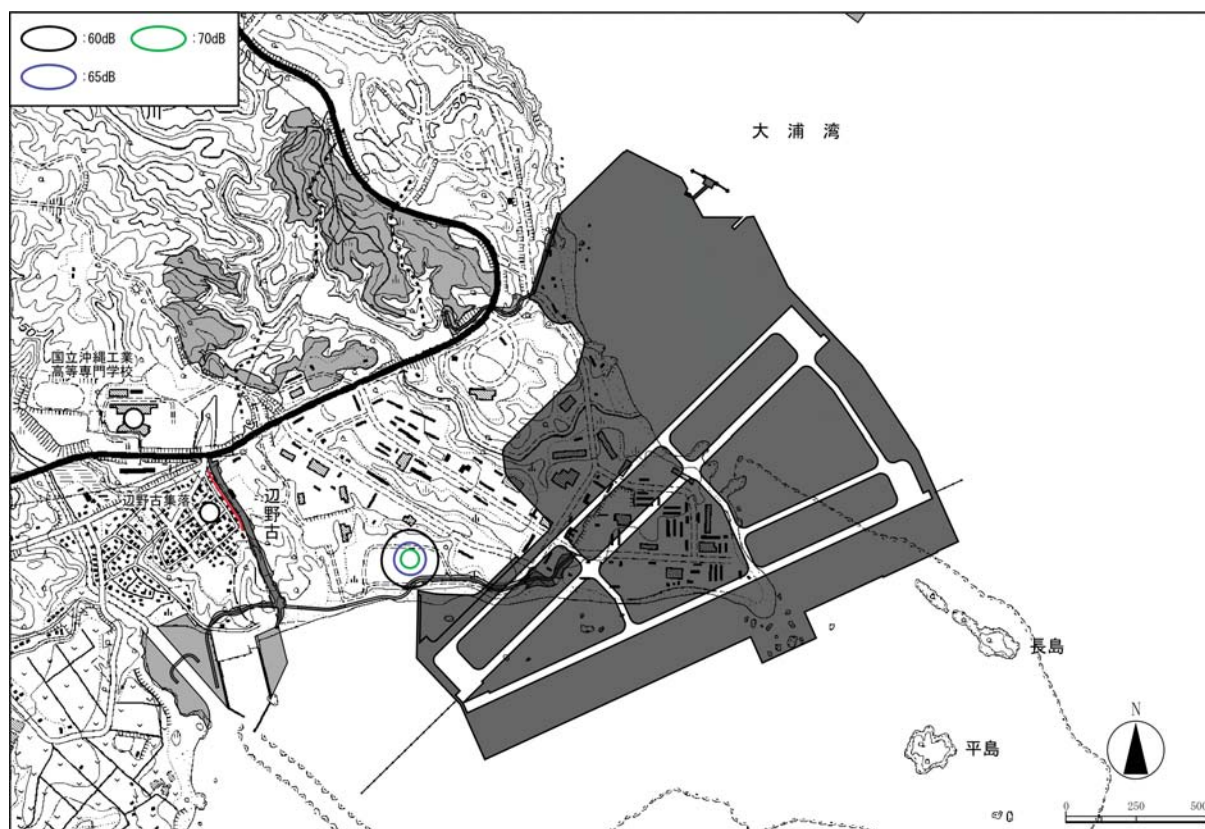 :60dB
:70dB
:65dB
大浦湾
50
国立沖縄工業
高等専門学校
辺野古集落
辺野古
長島
平島
N
0 250 500